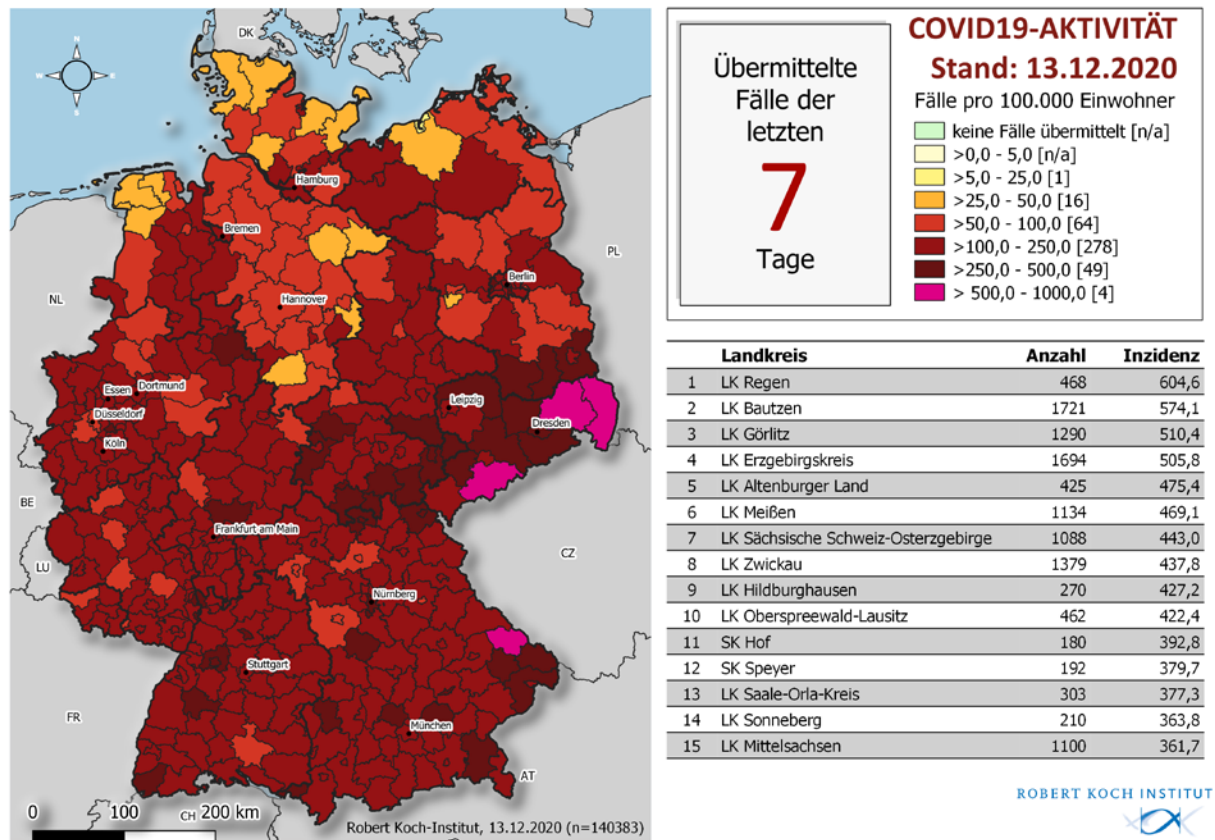 DK
N
W
E
S
Hamburg
Bremen
PL
Berlin
NL
Hannover
Essen
Dortmund
Düsseldorf
Leipzig
Dresden
Köln
BE
Frankfurt am Main
CZ
LU
Nürnberg
Stuttgart
FR
München
AT
0 100 200 km
CH
Robert Koch-Institut, 13.12.2020 (n=140383)
Übermittelte
Fälle der
letzten
7
Tage
COVID19-AKTIVITÄT
Stand: 13.12.2020
Fälle pro 100.000 Einwohner
keine Fälle übermittelt [n/a]
>0,0 - 5,0 [n/a]
>5,0 - 25,0 [1]
>25,0 - 50,0 [16]
>50,0 - 100,0 [64]
>100,0 - 250,0 [278]
>250,0 - 500,0 [49]
> 500,0 - 1000,0 [4]
Landkreis Anzahl Inzidenz
1 LK Regen 468 604,6
2 LK Bautzen 1721 574,1
3 LK Görlitz 1290 510,4
4 LK Erzgebirgskreis 1694 505,8
5 LK Altenburger Land 425 475,4
6 LK Meißen 1134 469,1
7 LK Sächsische Schweiz-Osterzgebirge 1088 443,0
8 LK Zwickau 1379 437,8
9 LK Hildburghausen 270 427,2
10 LK Oberspreewald-Lausitz 462 422,4
11 SK Hof 180 392,8
12 SK Speyer 192 379,7
13 LK Saale-Orla-Kreis 303 377,3
14 LK Sonneberg 210 363,8
15 LK Mittelsachsen 1100 361,7
ROBERT KOCH INSTITUT